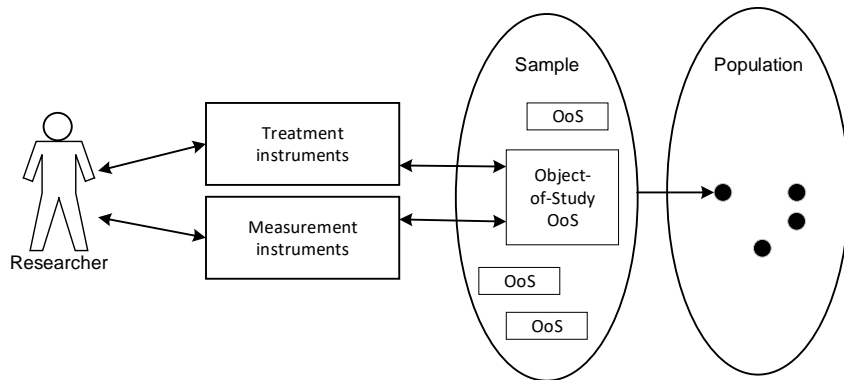 Sample
Population
OoS
Treatment
instruments
Object-
of-Study
OoS
Measurement
instruments
Researcher
OoS
OoS